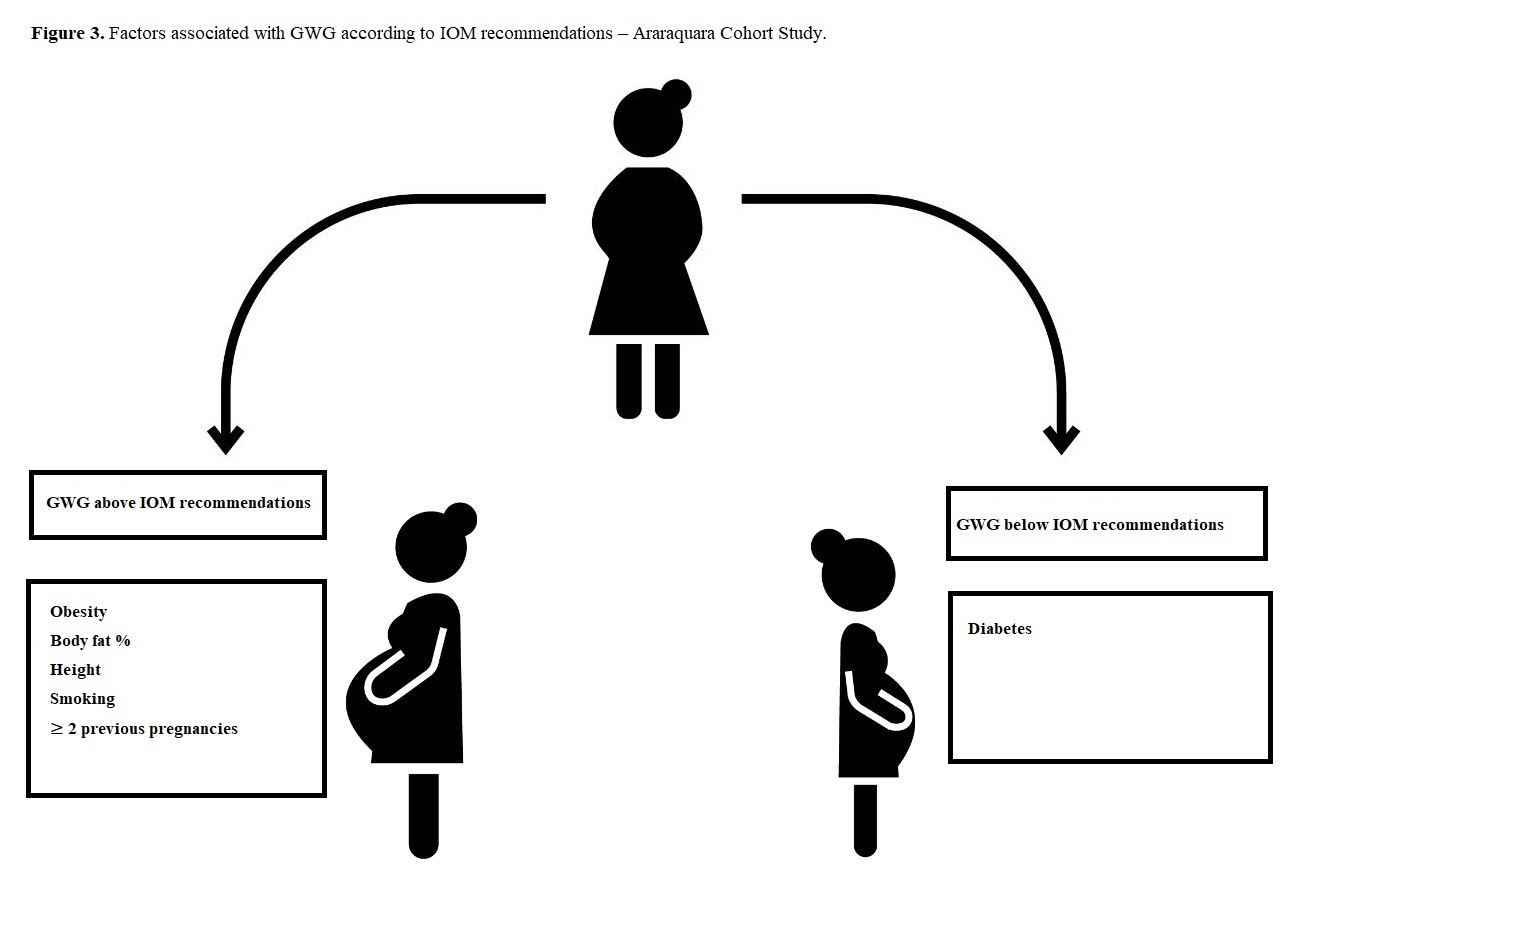 Figure 3. Factors associated with GWG according to IOM recommendations – Araraquara Cohort Study.
GWG above IOM recommendations
Obesity
Body fat %
Height
Smoking
≥ 2 previous pregnancies
GWG below IOM recommendations
Diabetes